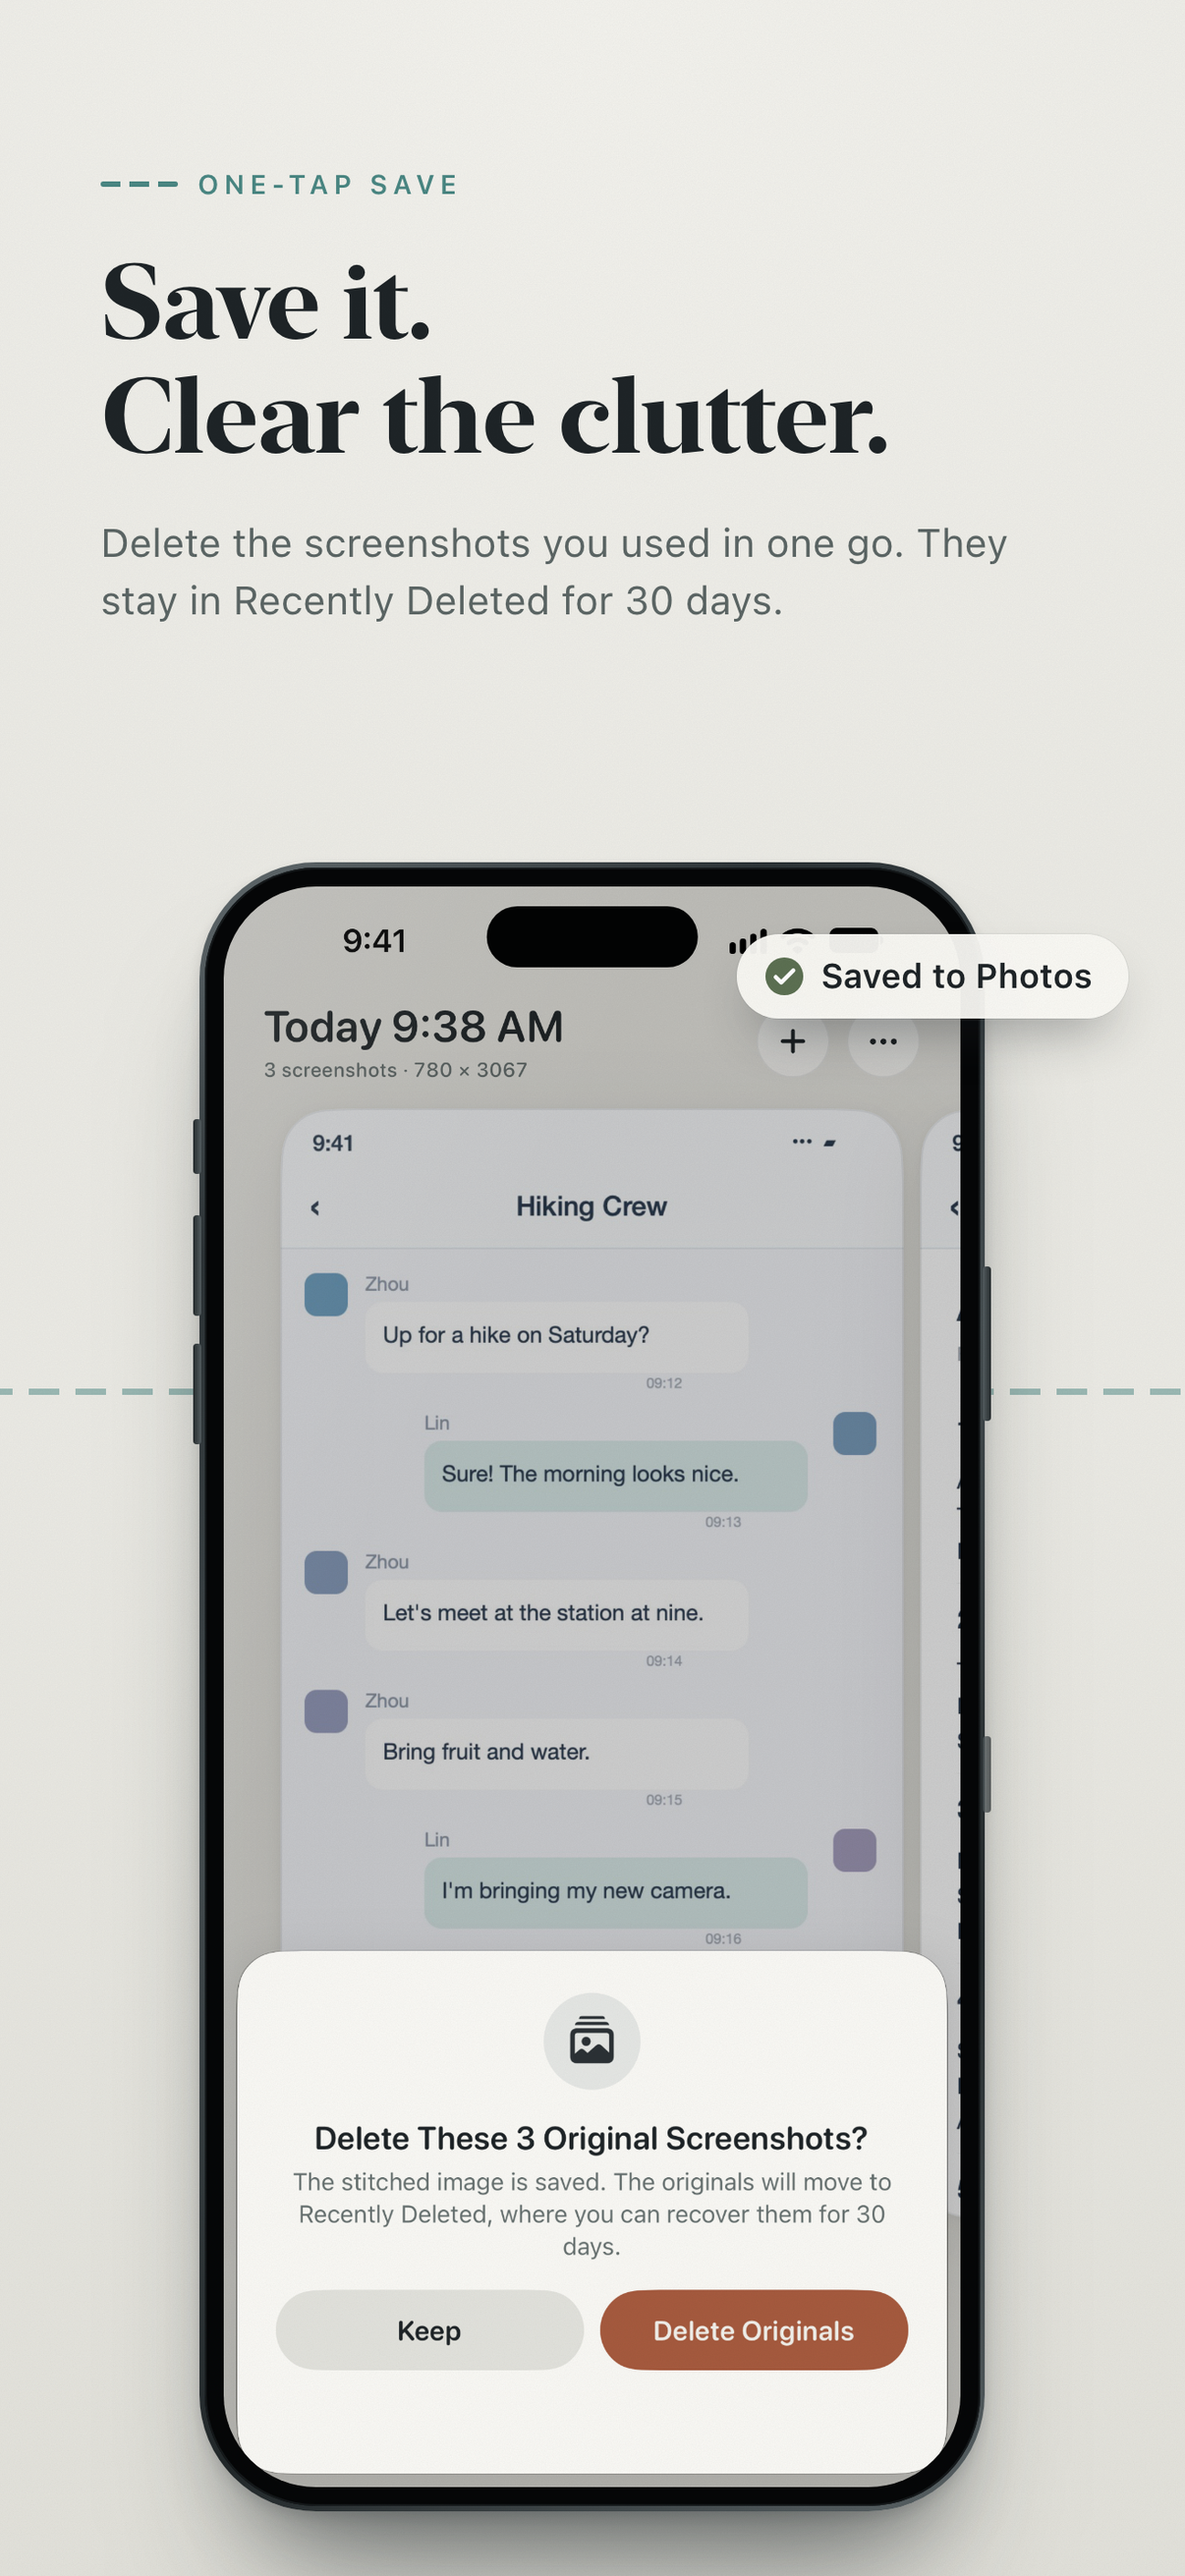 ONE-TAP SAVE
Save it.
Clear the clutter.
Delete the screenshots you used in one go. They
stay in Recently Deleted for 30 days.
9:41
Saved to Photos
Today 9:38 AM
3 screenshots · 780 × 3067
9:41
Hiking Crew
Zhou
Up for a hike on Saturday?
09:12
Lin
Sure! The morning looks nice.
09:13
Zhou
Let's meet at the station at nine.
09:14
Zhou
Bring fruit and water.
09:15
Lin
I'm bringing my new camera.
09:16
Delete These 3 Original Screenshots?
The stitched image is saved. The originals will move to
Recently Deleted, where you can recover them for 30
days.
Keep
Delete Originals